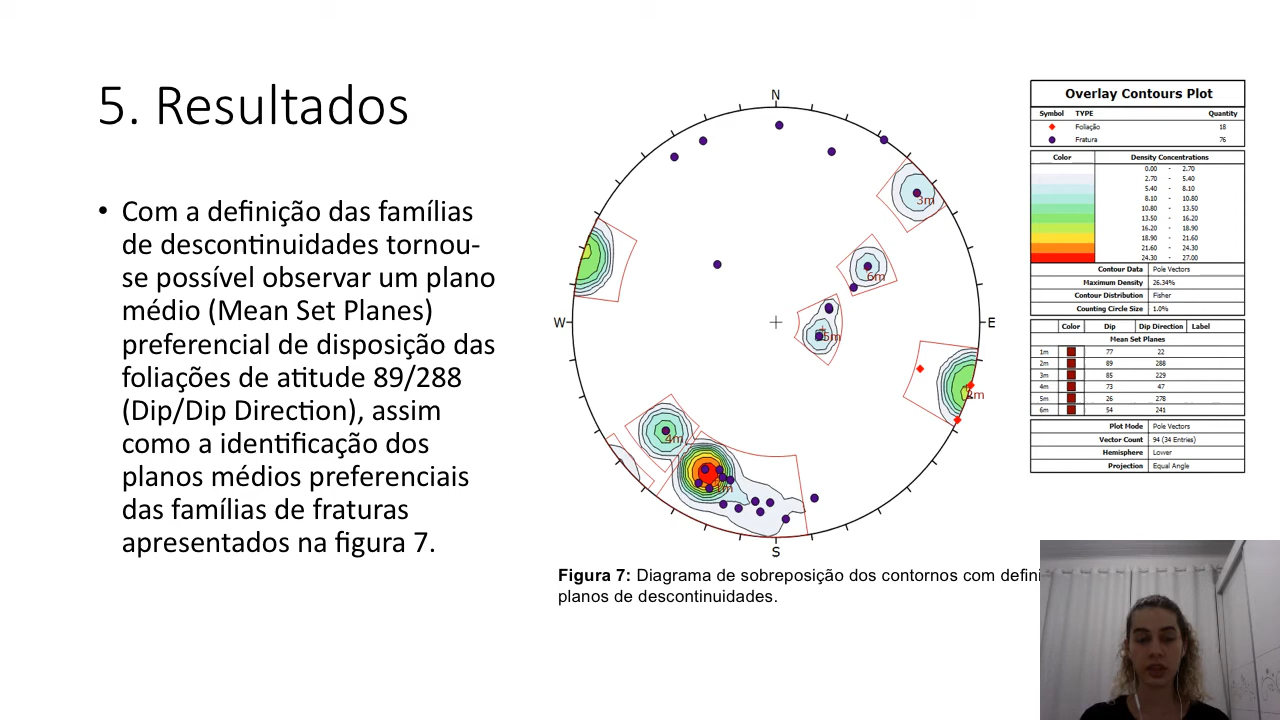 5. Resultados
• Com a definição das famílias
de descontinuidades tornou-
se possível observar um plano
médio (Mean Set Planes)
preferencial de disposição das
foliações de atitude 89/288
(Dip/Dip Direction), assim
como a identificação dos
planos médios preferenciais
das famílias de fraturas
apresentados na figura 7.
N
W
E
S
3m
6m
5m
2m
4m
Figura 7: Diagrama de sobreposição dos contornos com defini
planos de descontinuidades.
Overlay Contours Plot
Symbol TYPE Quantity
Foliação 18
Fratura 76
Color Density Concentrations
0.00 - 2.70
2.70 - 5.40
5.40 - 8.10
8.10 - 10.80
10.80 - 13.50
13.50 - 16.20
16.20 - 18.90
18.90 - 21.60
21.60 - 24.30
24.30 - 27.00
Contour Data Pole Vectors
Maximum Density 26.34%
Contour Distribution Fisher
Counting Circle Size 1.0%
Color Dip Dip Direction Label
Mean Set Planes
1m 77 22
2m 89 288
3m 85 229
4m 73 47
5m 26 278
6m 54 241
Plot Mode Pole Vectors
Vector Count 94 (34 Entries)
Hemisphere Lower
Projection Equal Angle